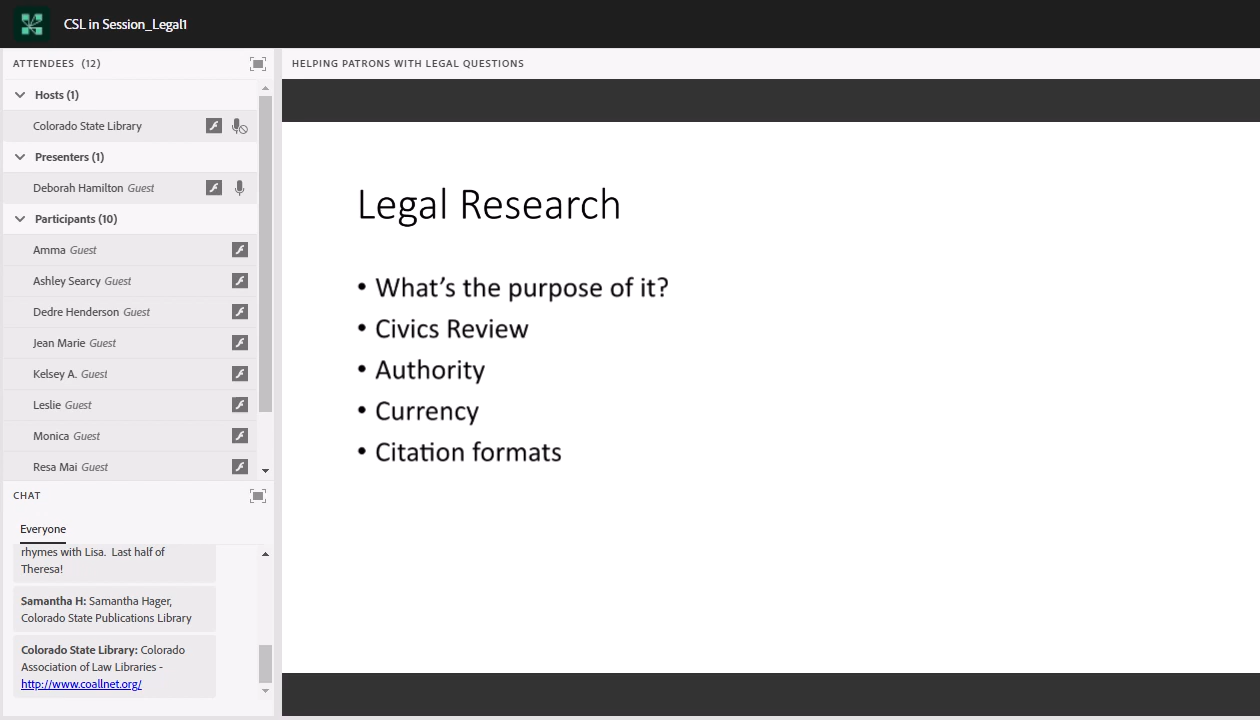 CSL in Session_Legal1
ATTENDEES (12)
Hosts (1)
Colorado State Library
Presenters (1)
Deborah Hamilton Guest
Participants (10)
Amma Guest
Ashley Searcy Guest
Dedre Henderson Guest
Jean Marie Guest
Kelsey A. Guest
Leslie Guest
Monica Guest
Resa Mai Guest
CHAT
Everyone
rhymes with Lisa. Last half of
Theresa!
Samantha H: Samantha Hager,
Colorado State Publications Library
Colorado State Library: Colorado
Association of Law Libraries -
http://www.coallnet.org/
HELPING PATRONS WITH LEGAL QUESTIONS
Legal Research
• What's the purpose of it?
• Civics Review
• Authority
• Currency
• Citation formats